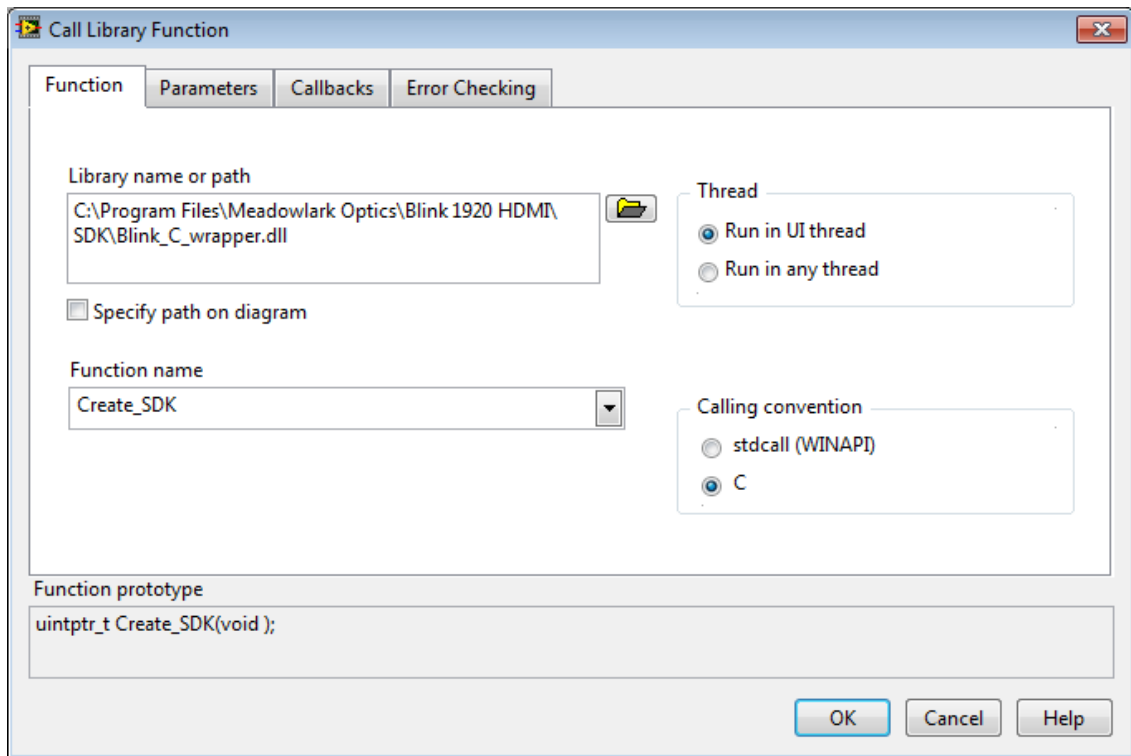 Call Library Function
Function
Parameters
Callbacks
Error Checking
Library name or path
C:\Program Files\Meadowlark Optics\Blink 1920 HDMI\
SDK\Blink_C_wrapper.dll
Thread
Run in UI thread
Run in any thread
Specify path on diagram
Function name
Create_SDK
Calling convention
stdcall (WINAPI)
C
Function prototype
uintptr_t Create_SDK(void );
OK
Cancel
Help